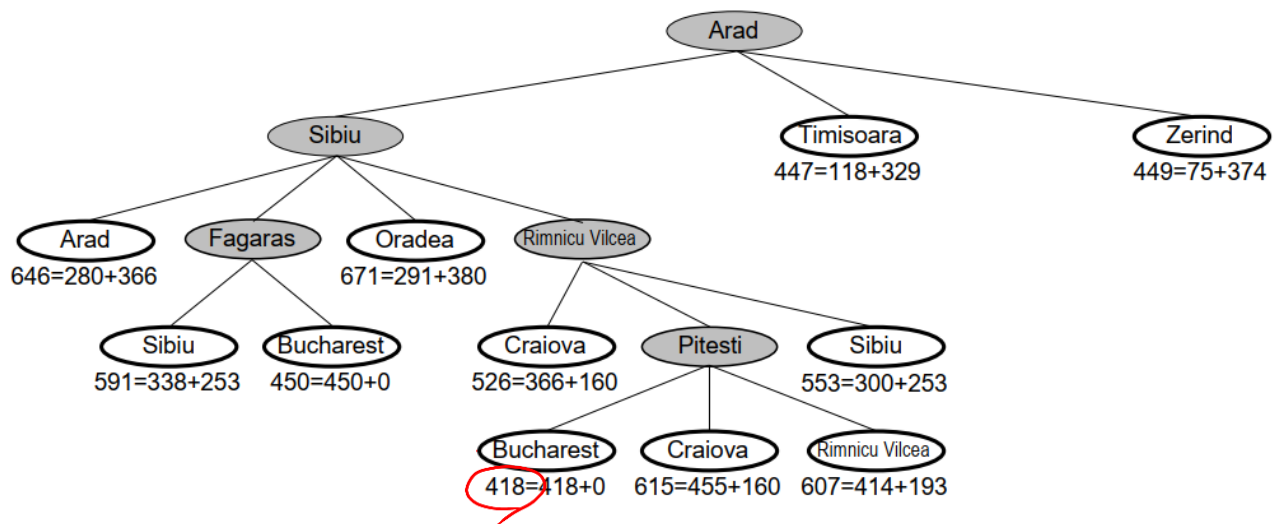 Arad
Sibiu Timisoara Zerind
447=118+329 449=75+374
Arad Fagaras Oradea Rimnicu Vilcea
646=280+366 671=291+380
Sibiu Bucharest Craiova Pitesti Sibiu
591=338+253 450=450+0 526=366+160 553=300+253
Bucharest Craiova Rimnicu Vilcea
418=418+0 615=455+160 607=414+193